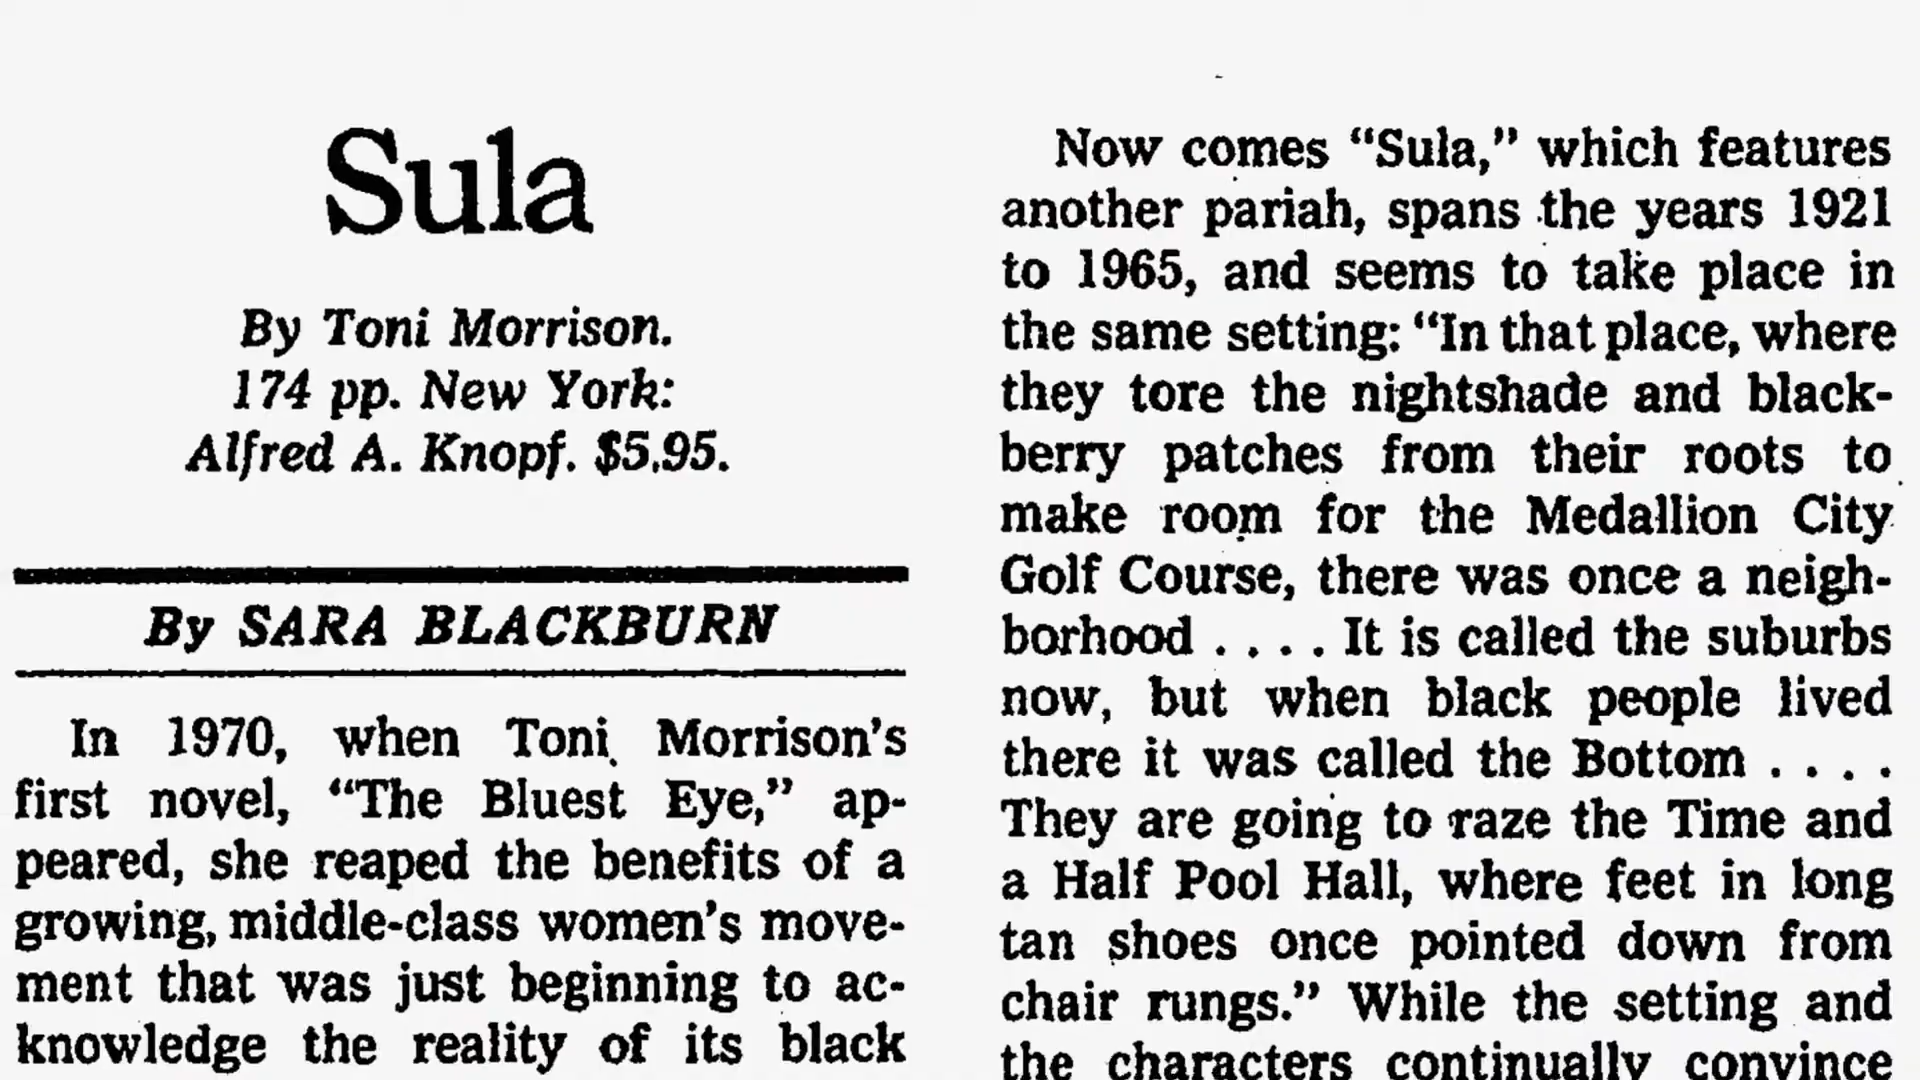 Sula
By Toni Morrison.
174 pp. New York:
Alfred A. Knopf. $5.95.
By SARA BLACKBURN
In 1970, when Toni Morrison's
first novel, “The Bluest Eye,” ap-
peared, she reaped the benefits of a
growing, middle-class women's move-
ment that was just beginning to ac-
knowledge the reality of its black
Now comes “Sula,” which features
another pariah, spans the years 1921
to 1965, and seems to take place in
the same setting: “In that place, where
they tore the nightshade and black-
berry patches from their roots to
make room for the Medallion City
Golf Course, there was once a neigh-
borhood . . . . It is called the suburbs
now, but when black people lived
there it was called the Bottom . . . .
They are going to raze the Time and
a Half Pool Hall, where feet in long
tan shoes once pointed down from
chair rungs.” While the setting and
the characters continually convince